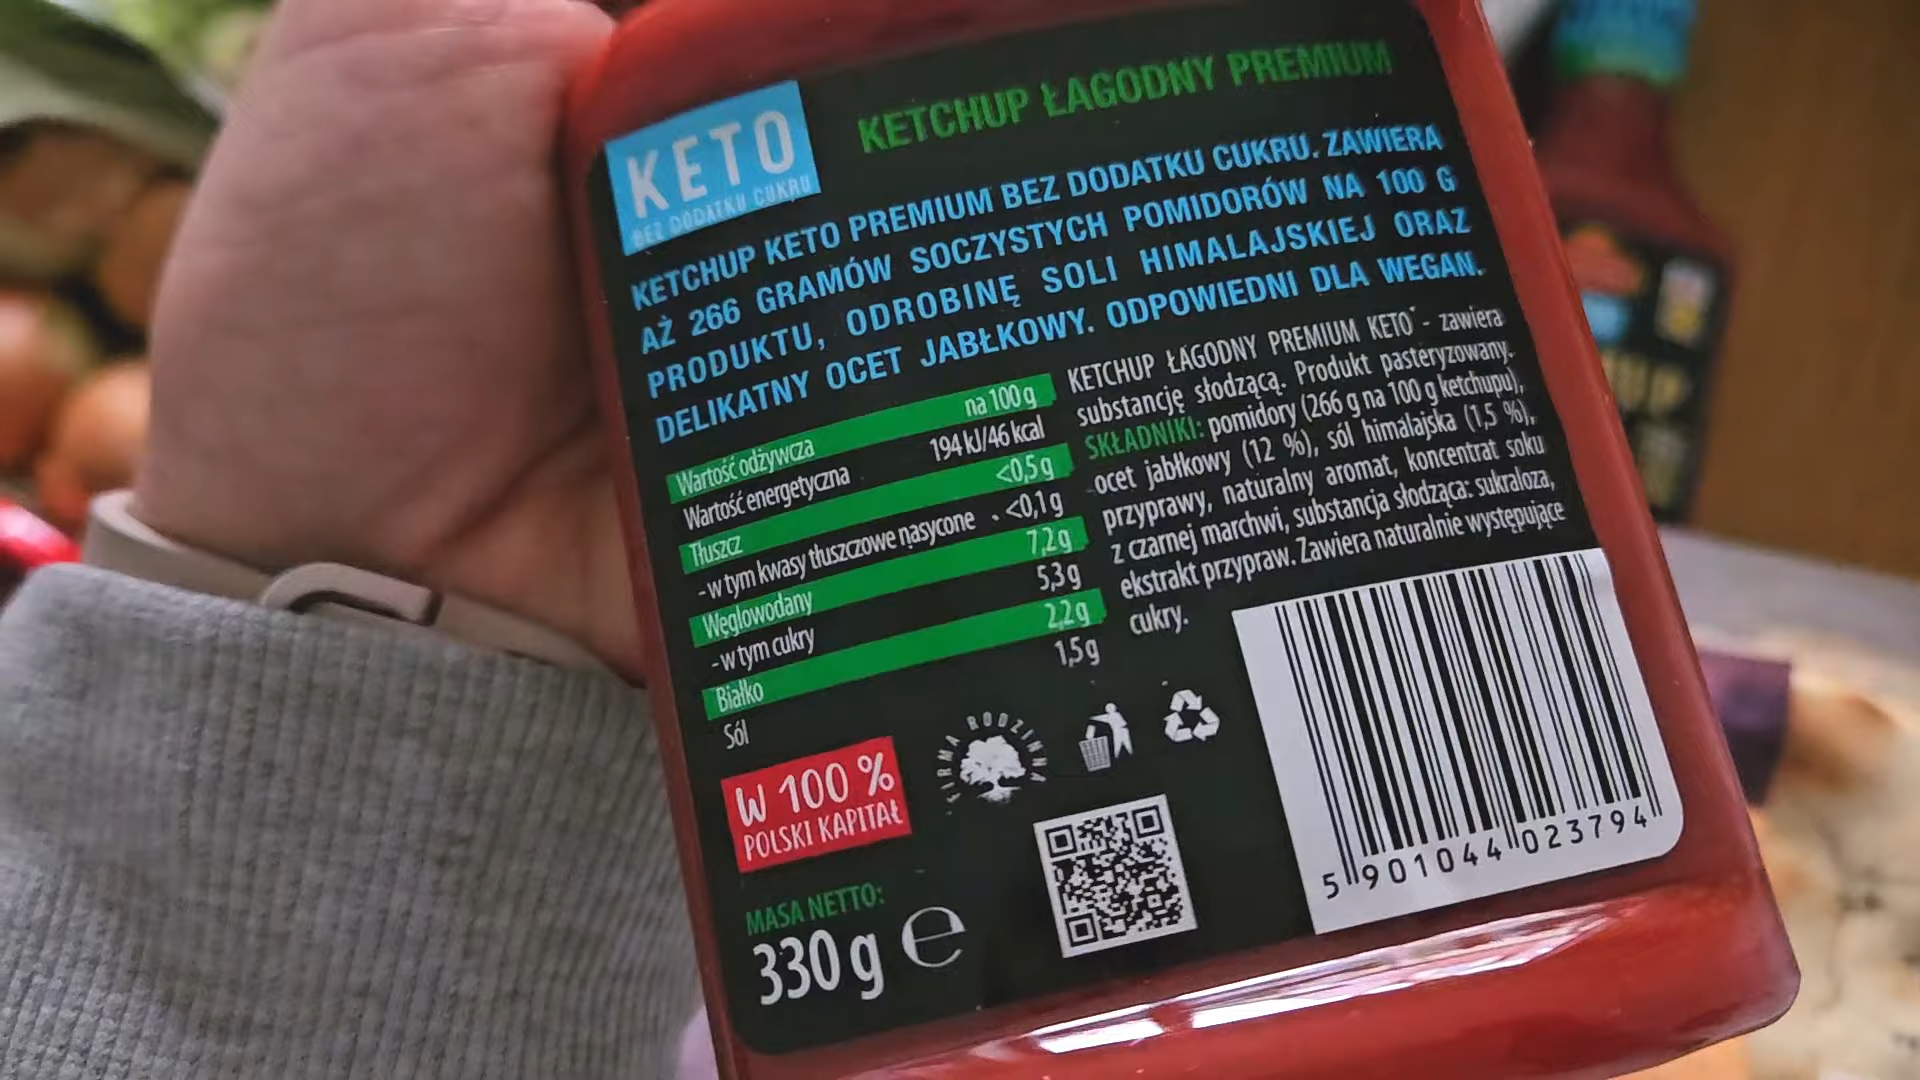 KETO
BEZ DODATKU CUKRU
KETCHUP ŁAGODNY PREMIUM
KETCHUP KETO PREMIUM BEZ DODATKU CUKRU. ZAWIERA
AŻ 266 GRAMÓW SOCZYSTYCH POMIDORÓW NA 100 G
PRODUKTU, ODROBINĘ SOLI HIMALAJSKIEJ ORAZ
DELIKATNY OCET JABŁKOWY. ODPOWIEDNI DLA WEGAN.
Wartość odżywcza na 100 g
Wartość energetyczna 194 kJ/46 kcal
Tłuszcz <0,5 g
- w tym kwasy tłuszczowe nasycone <0,1 g
Węglowodany 7,2 g
- w tym cukry 5,3 g
Białko 2,2 g
Sól 1,5 g
KETCHUP ŁAGODNY PREMIUM KETO* - zawiera
substancję słodzącą. Produkt pasteryzowany.
SKŁADNIKI: pomidory (266 g na 100 g ketchupu),
ocet jabłkowy (12 %), sól himalajska (1,5 %),
przyprawy, naturalny aromat, koncentrat soku
z czarnej marchwi, substancja słodząca: sukraloza,
ekstrakt przypraw. Zawiera naturalnie występujące
cukry.
W 100 %
POLSKI KAPITAŁ
FIRMA RODZINNA
MASA NETTO:
330 g e
5 901044 023794